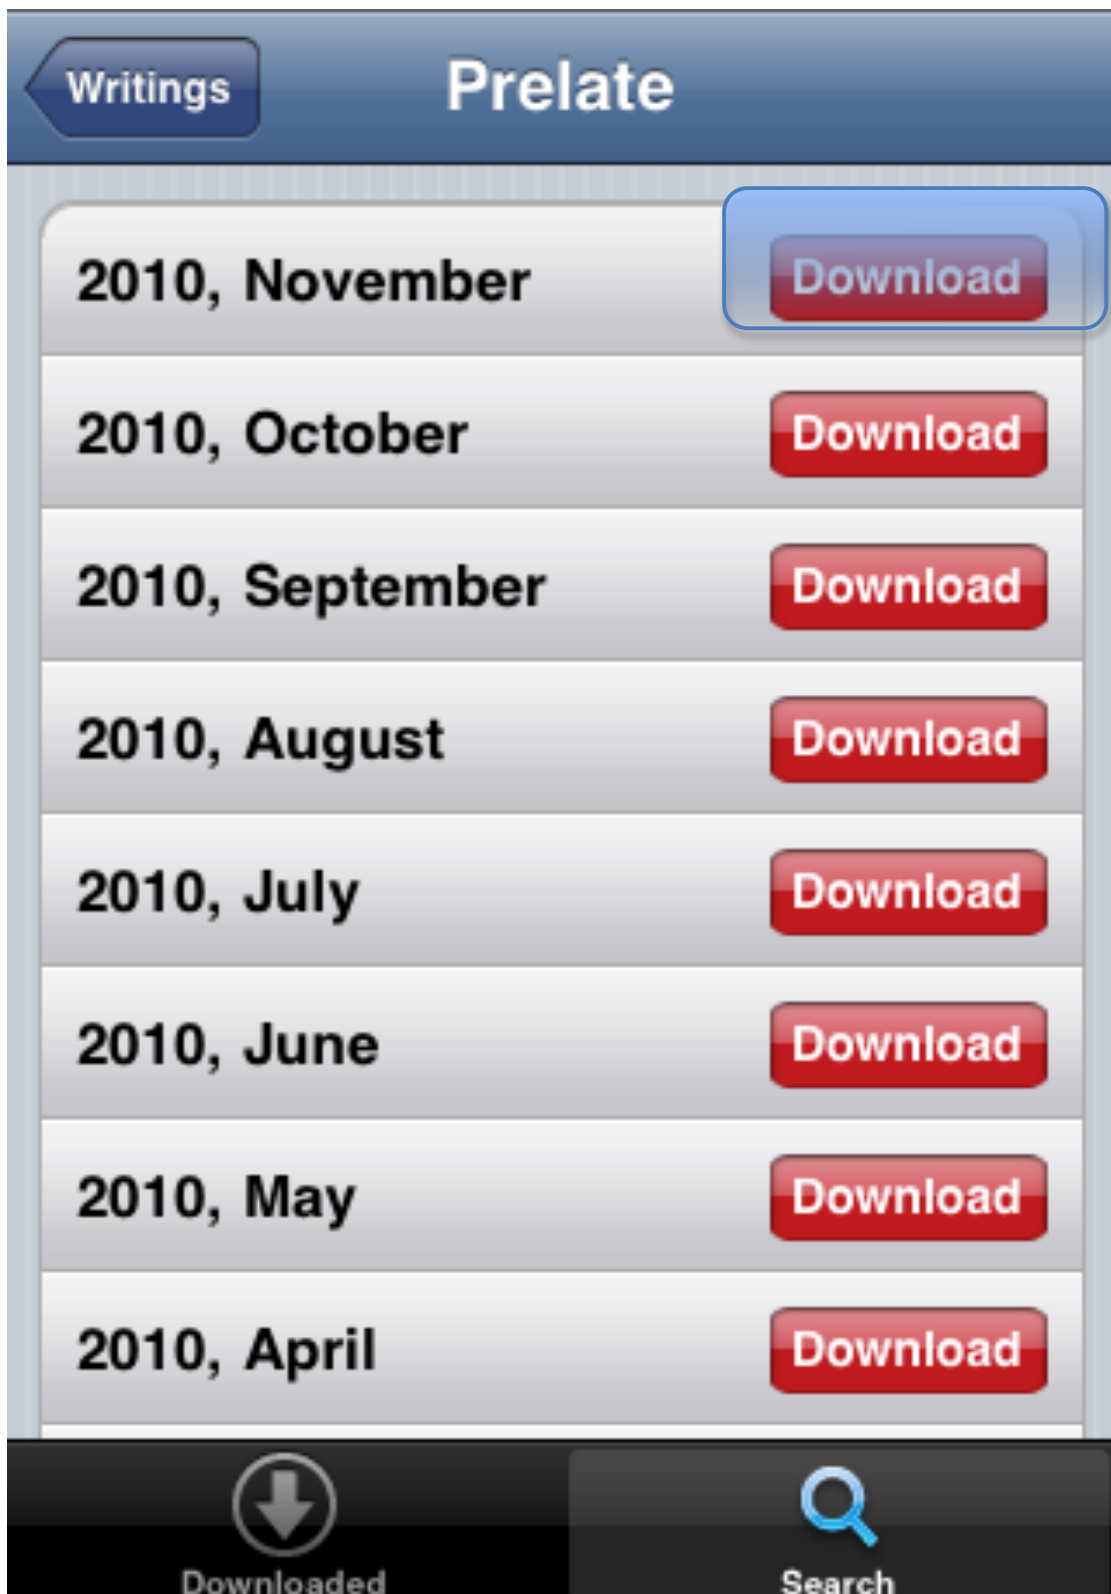 Writings Prelate
2010, November Download
2010, October Download
2010, September Download
2010, August Download
2010, July Download
2010, June Download
2010, May Download
2010, April Download
Downloaded Search